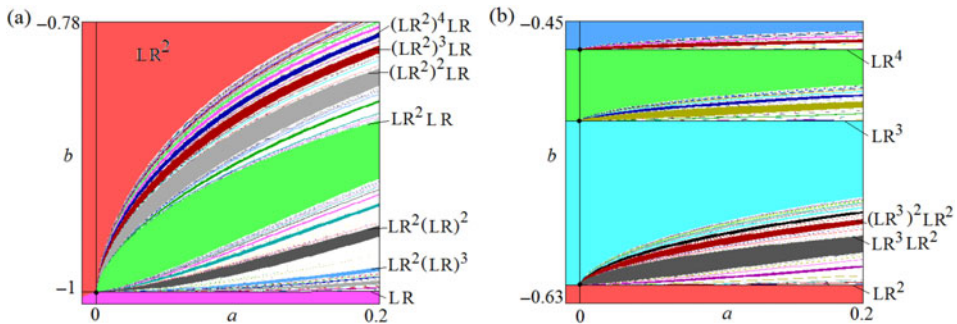 (a)
−0.78
LR²
(LR²)⁴LR
(LR²)³LR
(LR²)²LR
LR²LR
b
LR²(LR)²
LR²(LR)³
−1
LR
0
a
0.2
(b)
−0.45
LR⁴
LR³
b
(LR³)²LR²
LR³LR²
−0.63
LR²
0
a
0.2